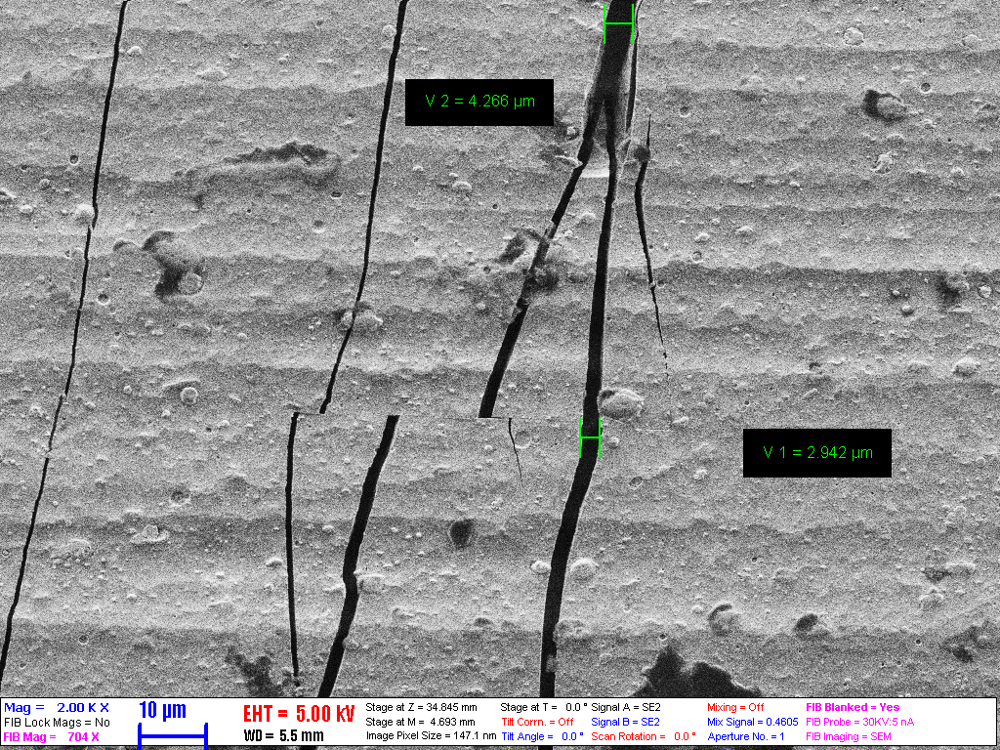 V 2 = 4.266 µm
V 1 = 2.942 µm
Mag = 2.00 K X
FIB Lock Mags = No
FIB Mag = 704 X
10 µm
EHT = 5.00 kV
WD = 5.5 mm
Stage at Z = 34.845 mm
Stage at M = 4.693 mm
Image Pixel Size = 147.1 nm
Stage at T = 0.0 °
Tilt Corrn. = Off
Tilt Angle = 0.0 °
Signal A = SE2
Signal B = SE2
Scan Rotation = 0.0 °
Mixing = Off
Mix Signal = 0.4605
Aperture No. = 1
FIB Blanked = Yes
FIB Probe = 30KV:5 nA
FIB Imaging = SEM